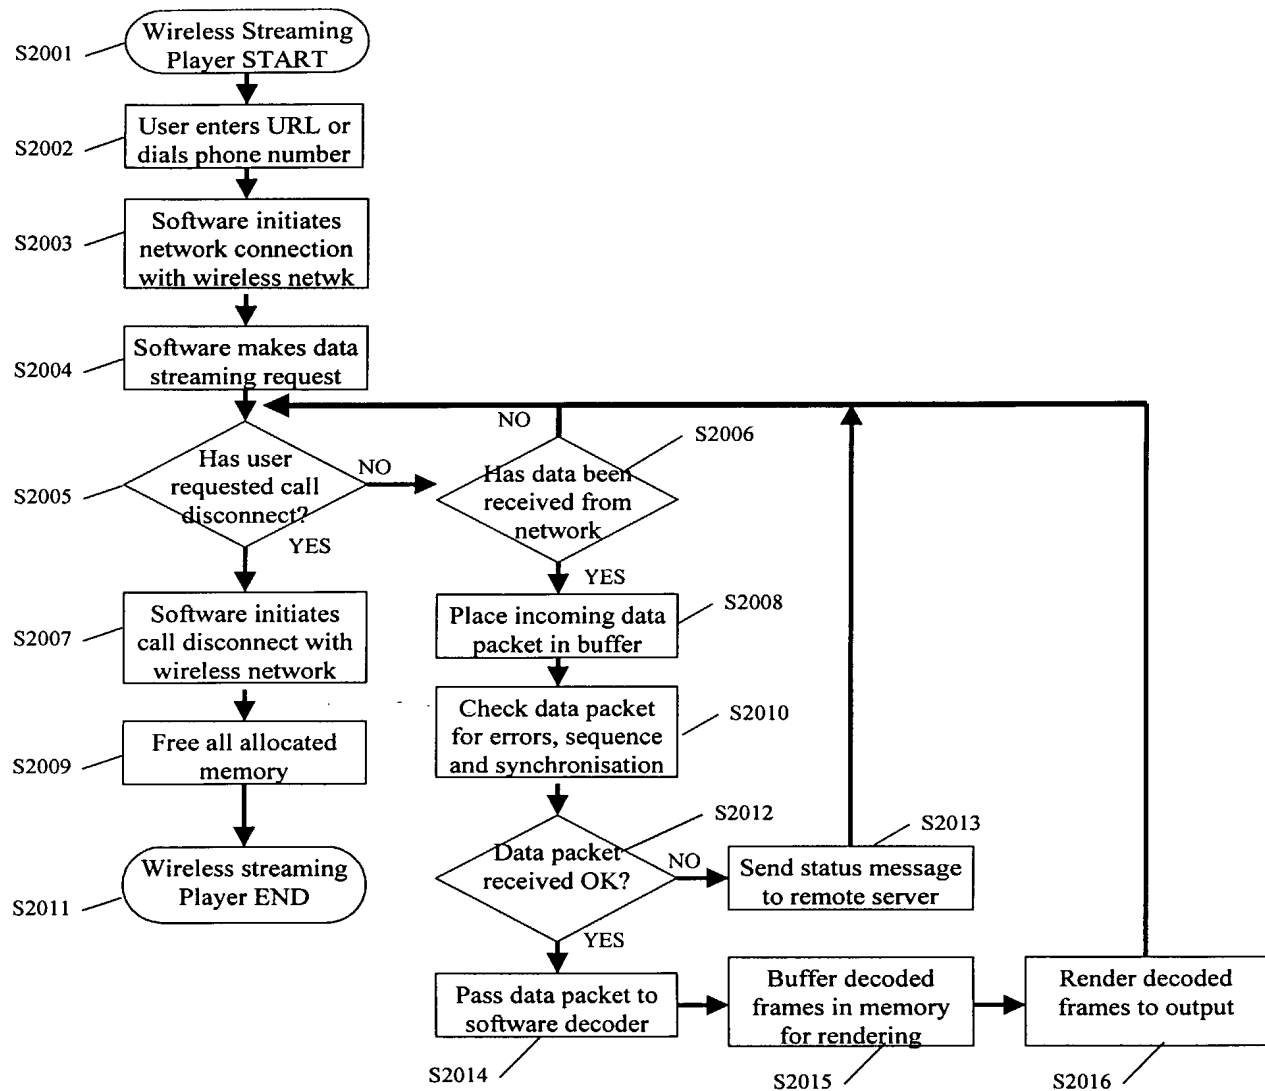 S2001
Wireless Streaming
Player START
S2002
User enters URL or
dials phone number
S2003
Software initiates
network connection
with wireless netwk
S2004
Software makes data
streaming request
S2005
Has user
requested call
disconnect?
NO
YES
NO
S2006
Has data been
received from
network
YES
S2007
Software initiates
call disconnect with
wireless network
S2008
Place incoming data
packet in buffer
S2009
Free all allocated
memory
S2010
Check data packet
for errors, sequence
and synchronisation
S2011
Wireless streaming
Player END
S2012
Data packet
received OK?
NO
YES
S2013
Send status message
to remote server
Pass data packet to
software decoder
S2014
Buffer decoded
frames in memory
for rendering
S2015
Render decoded
frames to output
S2016